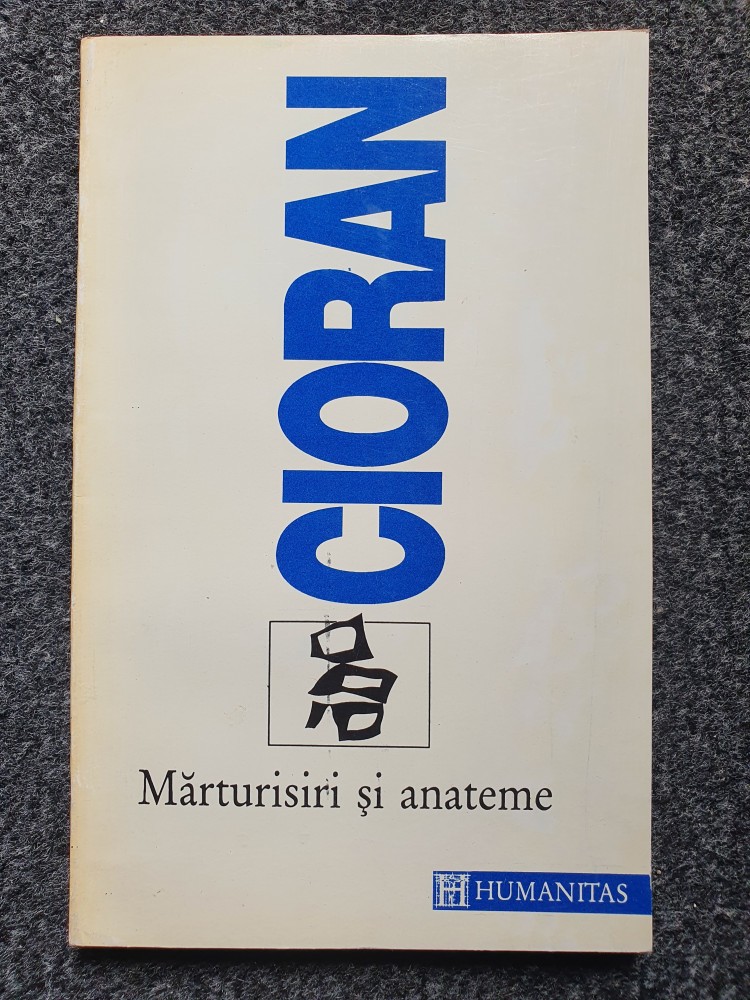 CIORAN
Mărturisiri şi anateme
HUMANITAS